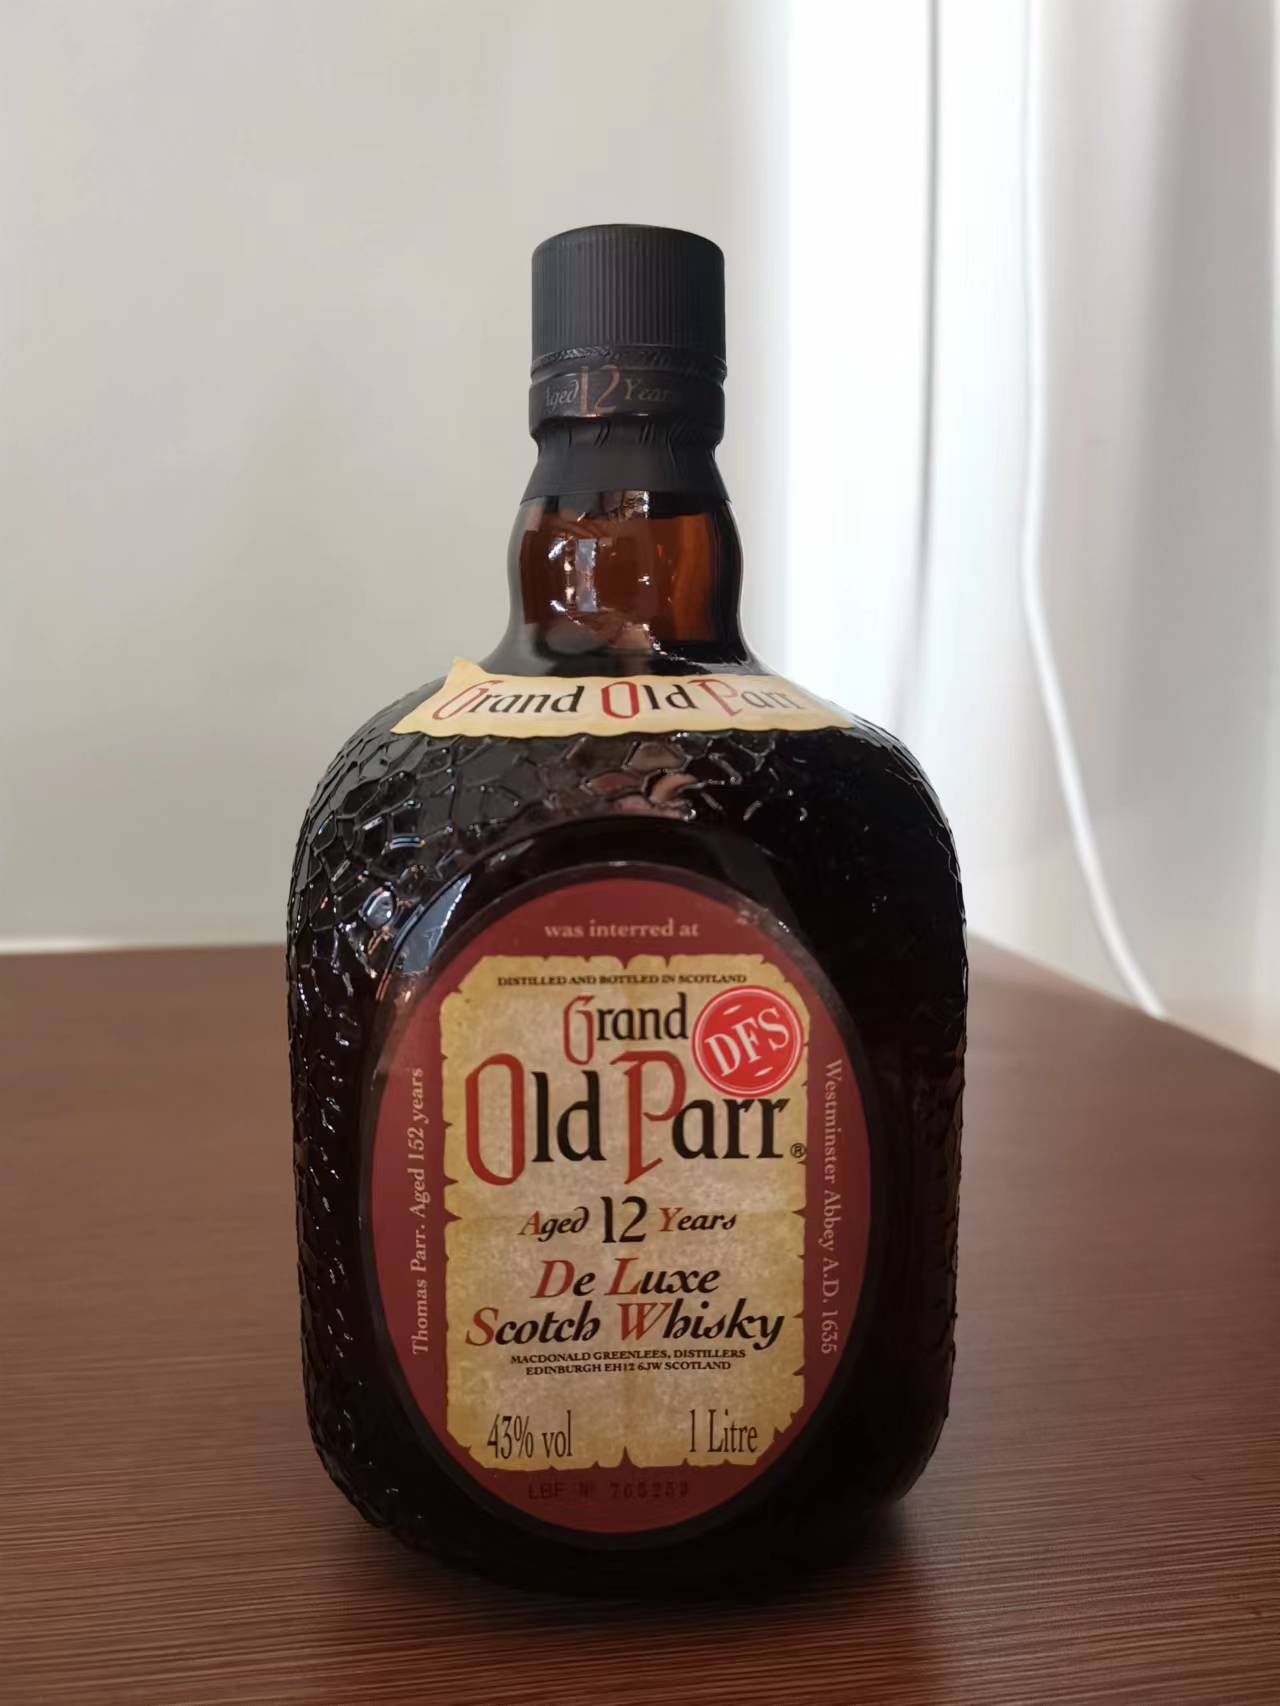 Aged 12 Years
Grand Old Parr
was interred at
DISTILLED AND BOTTLED IN SCOTLAND
Grand
DFS
Old Parr®
Thomas Parr. Aged 152 years
Westminster Abbey A.D. 1635
Aged 12 Years
De Luxe
Scotch Whisky
MACDONALD GREENLEES, DISTILLERS
EDINBURGH EH12 6JW SCOTLAND
43% vol 1 Litre
LBF Nº